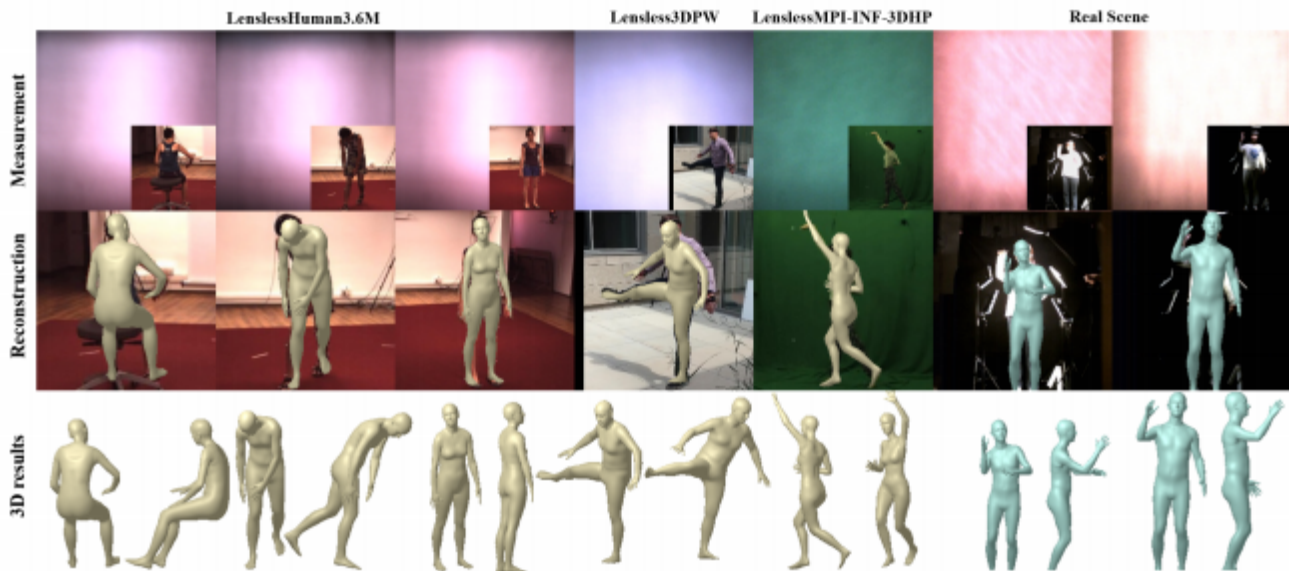 LenslessHuman3.6M
Lensless3DPW
LenslessMPI-INF-3DHP
Real Scene
Measurement
Reconstruction
3D results